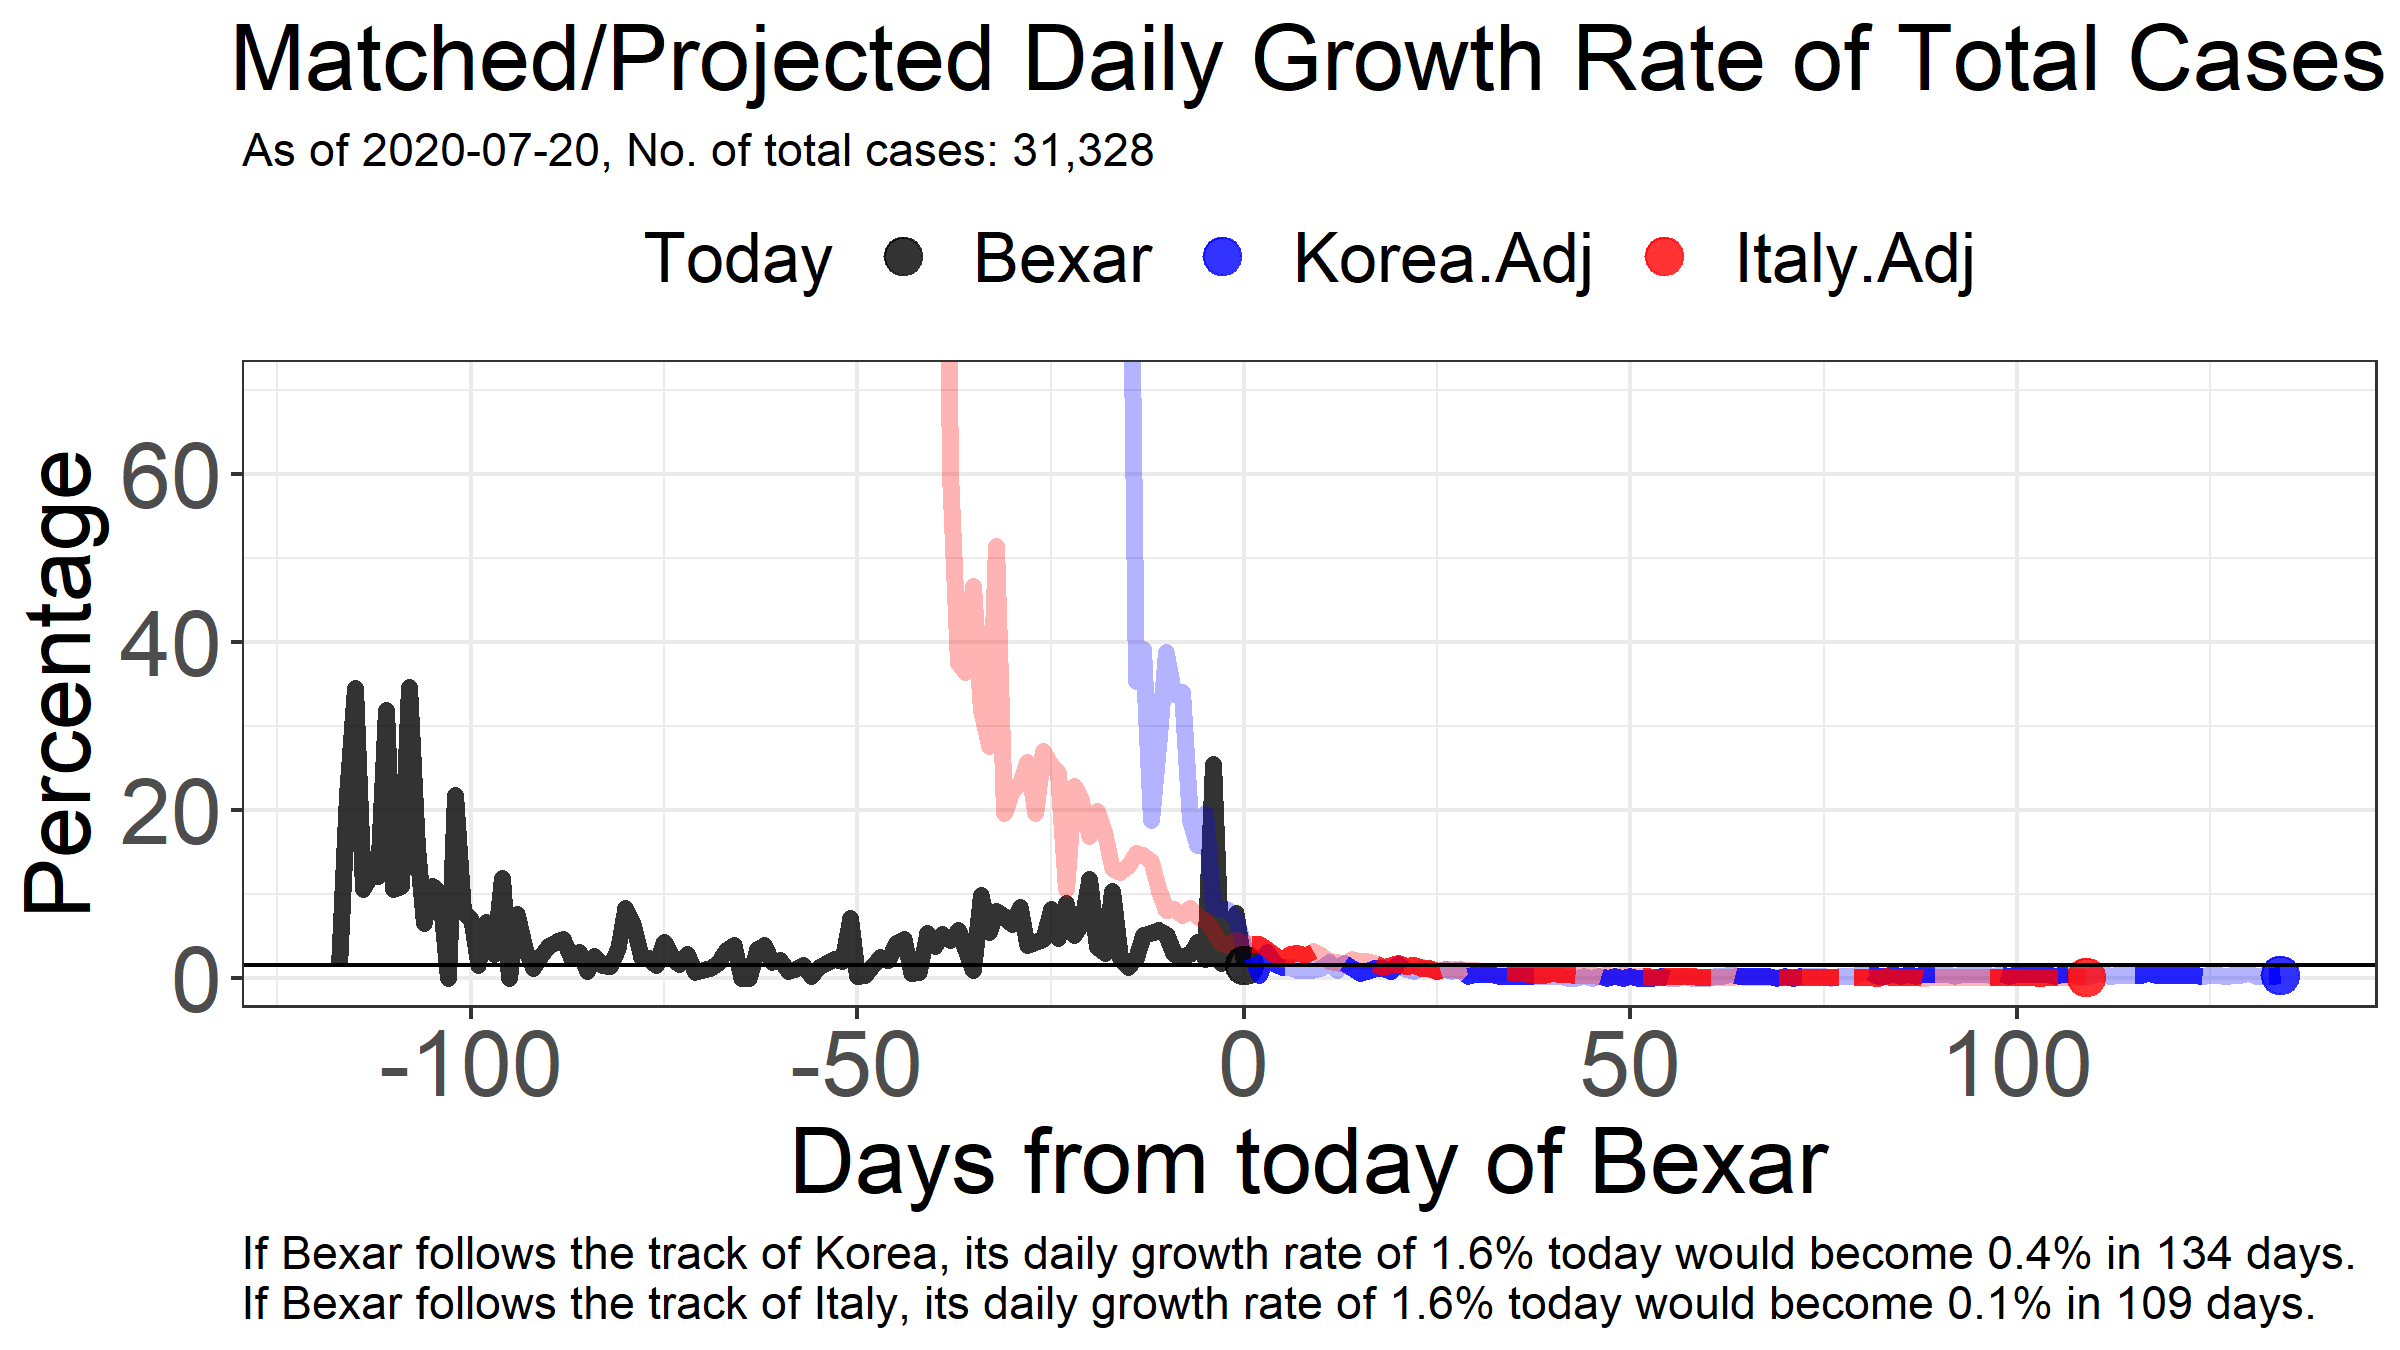 Matched/Projected Daily Growth Rate of Total Cases
As of 2020-07-20, No. of total cases: 31,328
Today Bexar Korea.Adj Italy.Adj
Percentage
60
40
20
0
-100 -50 0 50 100
Days from today of Bexar
If Bexar follows the track of Korea, its daily growth rate of 1.6% today would become 0.4% in 134 days.
If Bexar follows the track of Italy, its daily growth rate of 1.6% today would become 0.1% in 109 days.